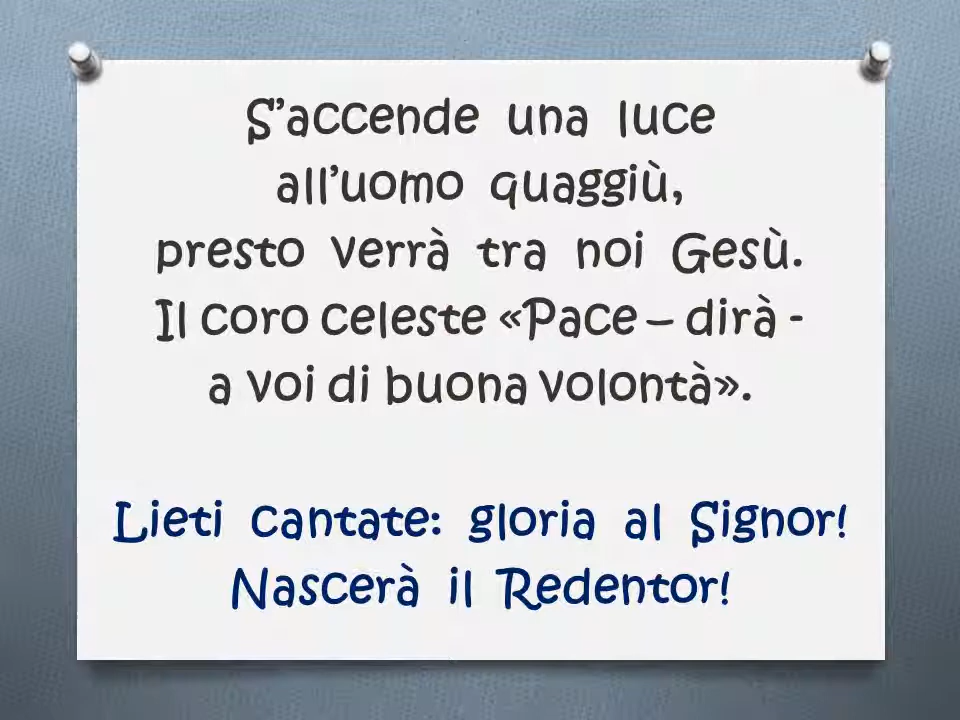 S’accende una luce
all’uomo quaggiù,
presto verrà tra noi Gesù.
Il coro celeste «Pace – dirà -
a voi di buona volontà».
Lieti cantate: gloria al Signor!
Nascerà il Redentor!